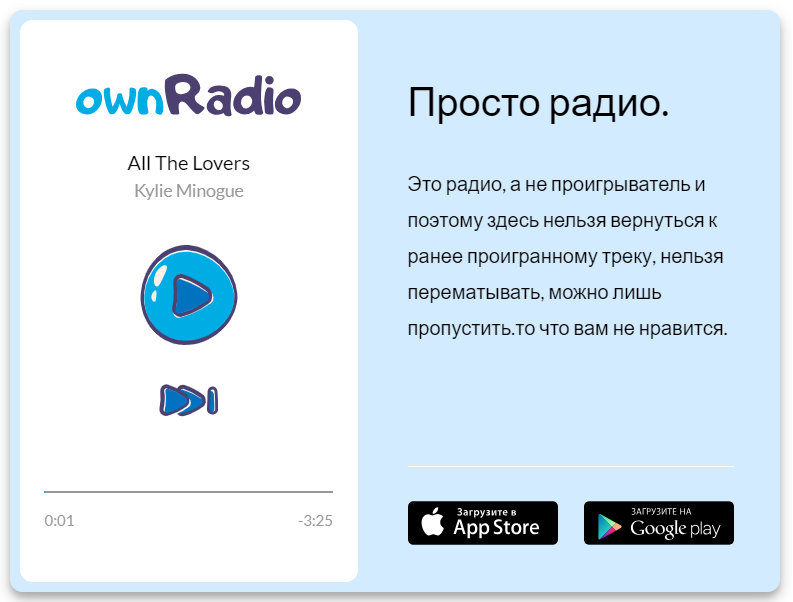 ownRadio
All The Lovers
Kylie Minogue
0:01
-3:25
Просто радио.
Это радио, а не проигрыватель и
поэтому здесь нельзя вернуться к
ранее проигранному треку, нельзя
перематывать, можно лишь
пропустить.то что вам не нравится.
Загрузите в
App Store
ЗАГРУЗИТЕ НА
Google play